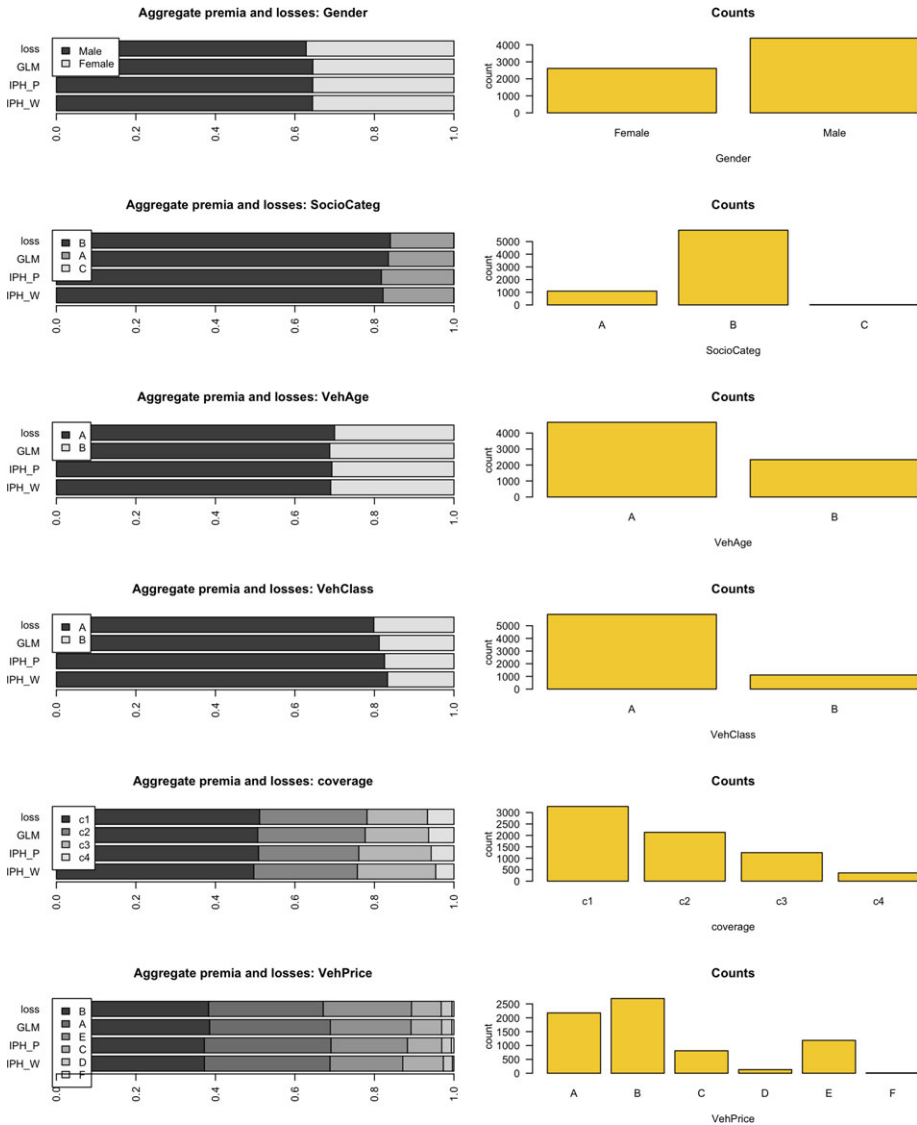 Aggregate premia and losses: Gender
loss
GLM
IPH_P
IPH_W
Male
Female
0.0 0.2 0.4 0.6 0.8 1.0
Counts
count
4000
3000
2000
1000
0
Female Male
Gender
Aggregate premia and losses: SocioCateg
loss
GLM
IPH_P
IPH_W
B
A
C
0.0 0.2 0.4 0.6 0.8 1.0
Counts
count
5000
4000
3000
2000
1000
0
A B C
SocioCateg
Aggregate premia and losses: VehAge
loss
GLM
IPH_P
IPH_W
A
B
0.0 0.2 0.4 0.6 0.8 1.0
Counts
count
4000
3000
2000
1000
0
A B
VehAge
Aggregate premia and losses: VehClass
loss
GLM
IPH_P
IPH_W
A
B
0.0 0.2 0.4 0.6 0.8 1.0
Counts
count
5000
4000
3000
2000
1000
0
A B
VehClass
Aggregate premia and losses: coverage
loss
GLM
IPH_P
IPH_W
c1
c2
c3
c4
0.0 0.2 0.4 0.6 0.8 1.0
Counts
count
3000
2500
2000
1500
1000
500
0
c1 c2 c3 c4
coverage
Aggregate premia and losses: VehPrice
loss
GLM
IPH_P
IPH_W
B
A
E
C
D
F
0.0 0.2 0.4 0.6 0.8 1.0
Counts
count
2500
2000
1500
1000
500
0
A B C D E F
VehPrice